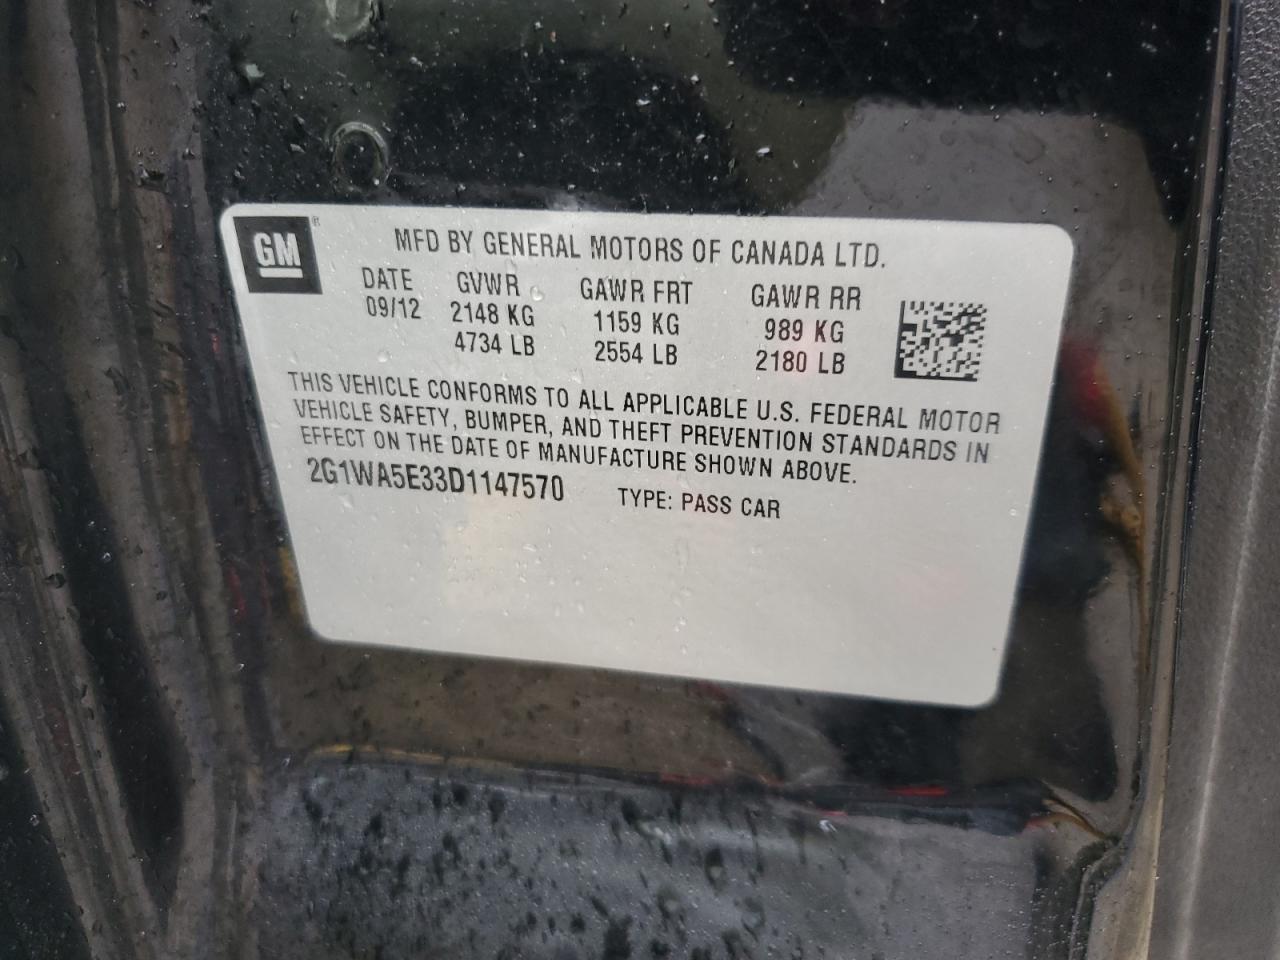 GM®
MFD BY GENERAL MOTORS OF CANADA LTD.
DATE GVWR GAWR FRT GAWR RR
09/12 2148 KG 1159 KG 989 KG
4734 LB 2554 LB 2180 LB
THIS VEHICLE CONFORMS TO ALL APPLICABLE U.S. FEDERAL MOTOR
VEHICLE SAFETY, BUMPER, AND THEFT PREVENTION STANDARDS IN
EFFECT ON THE DATE OF MANUFACTURE SHOWN ABOVE.
2G1WA5E33D1147570 TYPE: PASS CAR